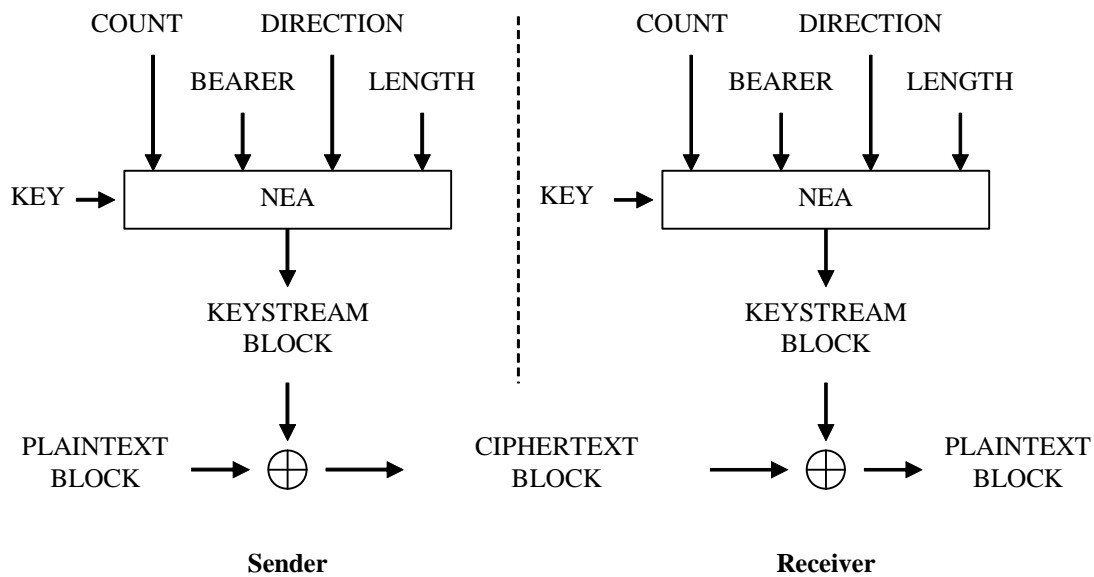 COUNT DIRECTION
BEARER LENGTH
KEY NEA
KEYSTREAM
BLOCK
PLAINTEXT
BLOCK
Sender
COUNT DIRECTION
BEARER LENGTH
KEY NEA
KEYSTREAM
BLOCK
CIPHERTEXT
BLOCK
PLAINTEXT
BLOCK
Receiver